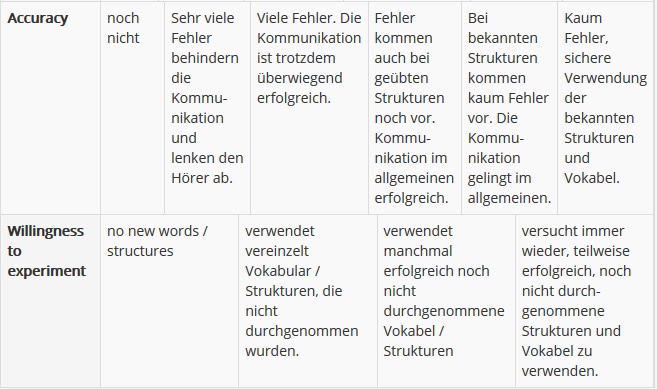 Accuracy
noch
nicht
Sehr viele
Fehler
behindern
die
Kommu-
nikation
und
lenken den
Hörer ab.
Viele Fehler. Die
Kommunikation
ist trotzdem
überwiegend
erfolgreich.
Fehler
kommen
auch bei
geübten
Strukturen
noch vor.
Kommu-
nikation im
allgemeinen
erfolgreich.
Bei
bekannten
Strukturen
kommen
kaum Fehler
vor. Die
Kommu-
nikation
gelingt im
allgemeinen.
Kaum
Fehler,
sichere
Verwendung
der
bekannten
Strukturen
und
Vokabel.
Willingness
to
experiment
no new words /
structures
verwendet
vereinzelt
Vokabular /
Strukturen, die
nicht
durchgenommen
wurden.
verwendet
manchmal
erfolgreich noch
nicht
durchgenommene
Vokabel /
Strukturen
versucht immer
wieder, teilweise
erfolgreich, noch
nicht durch-
genommene
Strukturen und
Vokabel zu
verwenden.